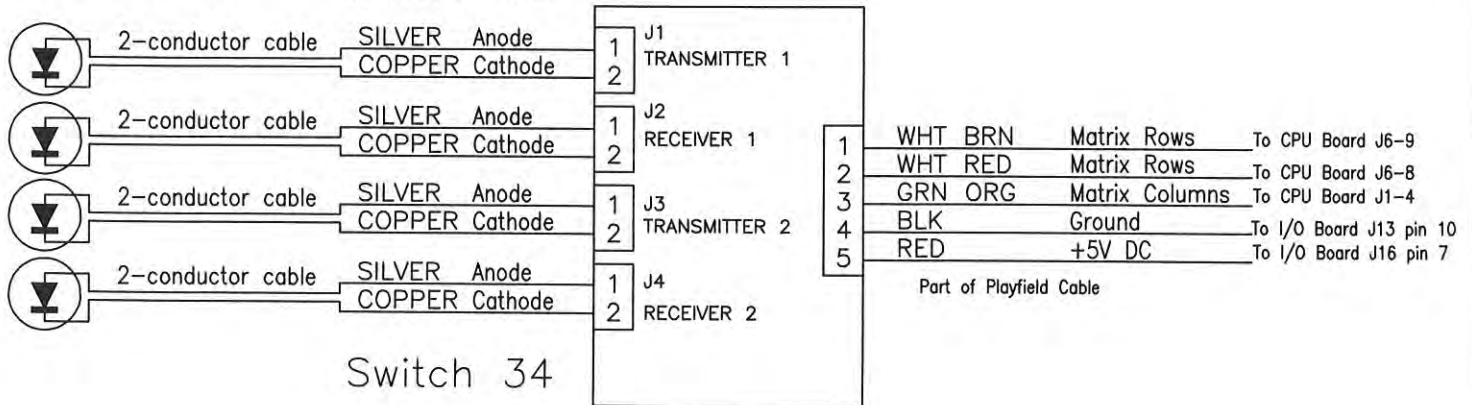 2-conductor cable SILVER Anode 1 J1
COPPER Cathode 2 TRANSMITTER 1
2-conductor cable SILVER Anode 1 J2
COPPER Cathode 2 RECEIVER 1
2-conductor cable SILVER Anode 1 J3
COPPER Cathode 2 TRANSMITTER 2
2-conductor cable SILVER Anode 1 J4
COPPER Cathode 2 RECEIVER 2
Switch 34
1 WHT BRN Matrix Rows To CPU Board J6-9
2 WHT RED Matrix Rows To CPU Board J6-8
3 GRN ORG Matrix Columns To CPU Board J1-4
4 BLK Ground To I/O Board J13 pin 10
5 RED +5V DC To I/O Board J16 pin 7
Part of Playfield Cable